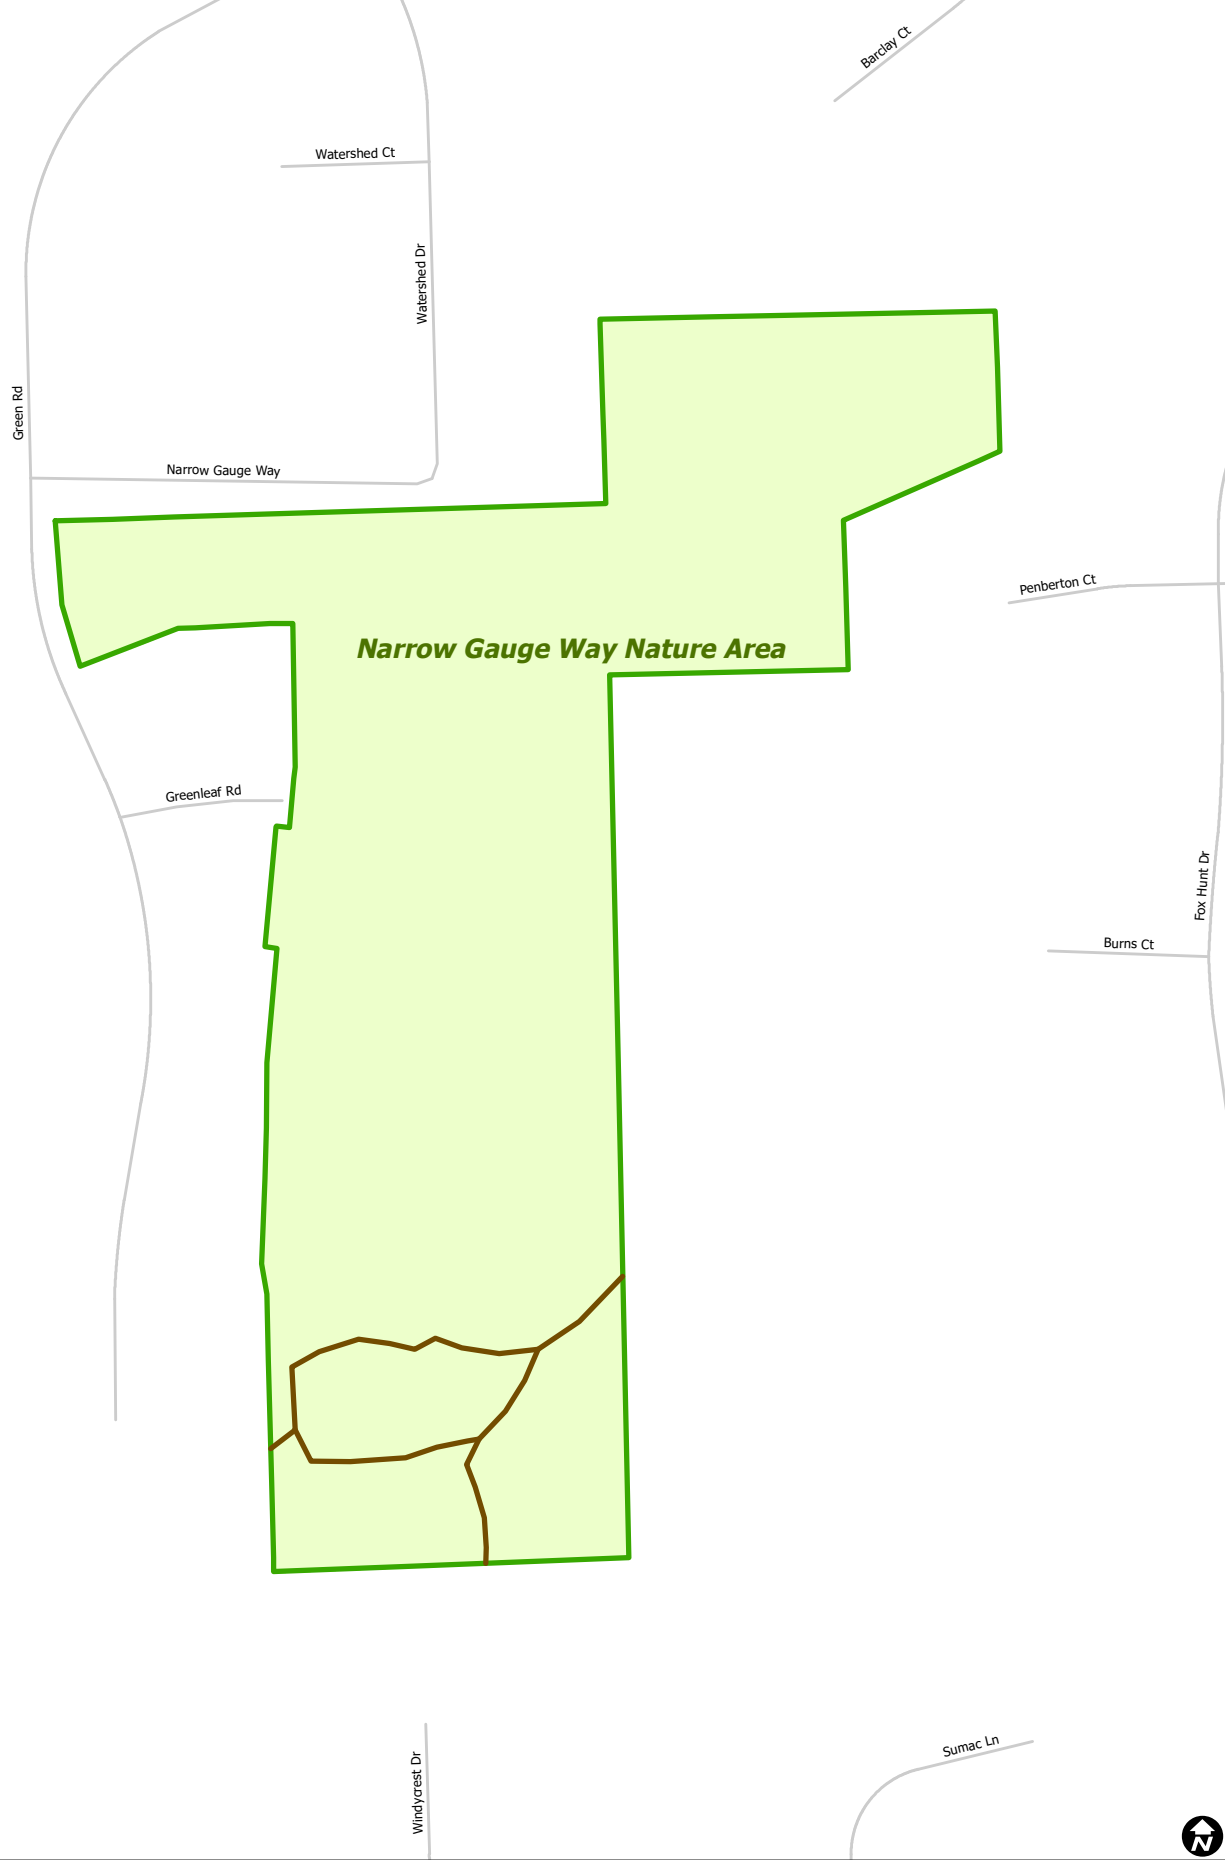 Barclay Ct
Watershed Ct
Watershed Dr
Green Rd
Narrow Gauge Way
Penberton Ct
Narrow Gauge Way Nature Area
Greenleaf Rd
Fox Hunt Dr
Burns Ct
Sumac Ln
Windycrest Dr
N